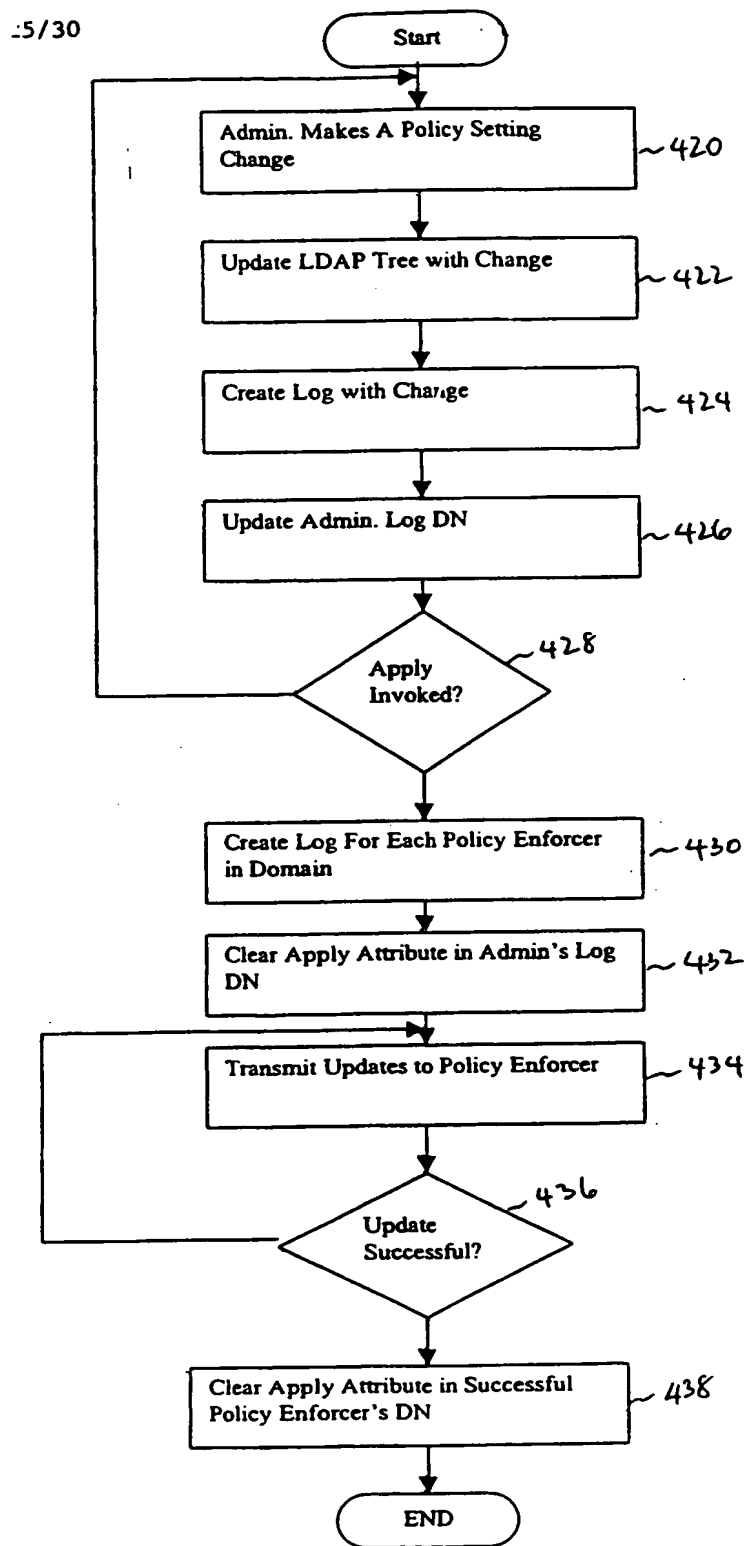 :5/30
Start
Admin. Makes A Policy Setting
Change
420
Update LDAP Tree with Change
422
Create Log with Change
424
Update Admin. Log DN
426
Apply
Invoked?
428
Create Log For Each Policy Enforcer
in Domain
430
Clear Apply Attribute in Admin's Log
DN
432
Transmit Updates to Policy Enforcer
434
Update
Successful?
436
Clear Apply Attribute in Successful
Policy Enforcer's DN
438
END